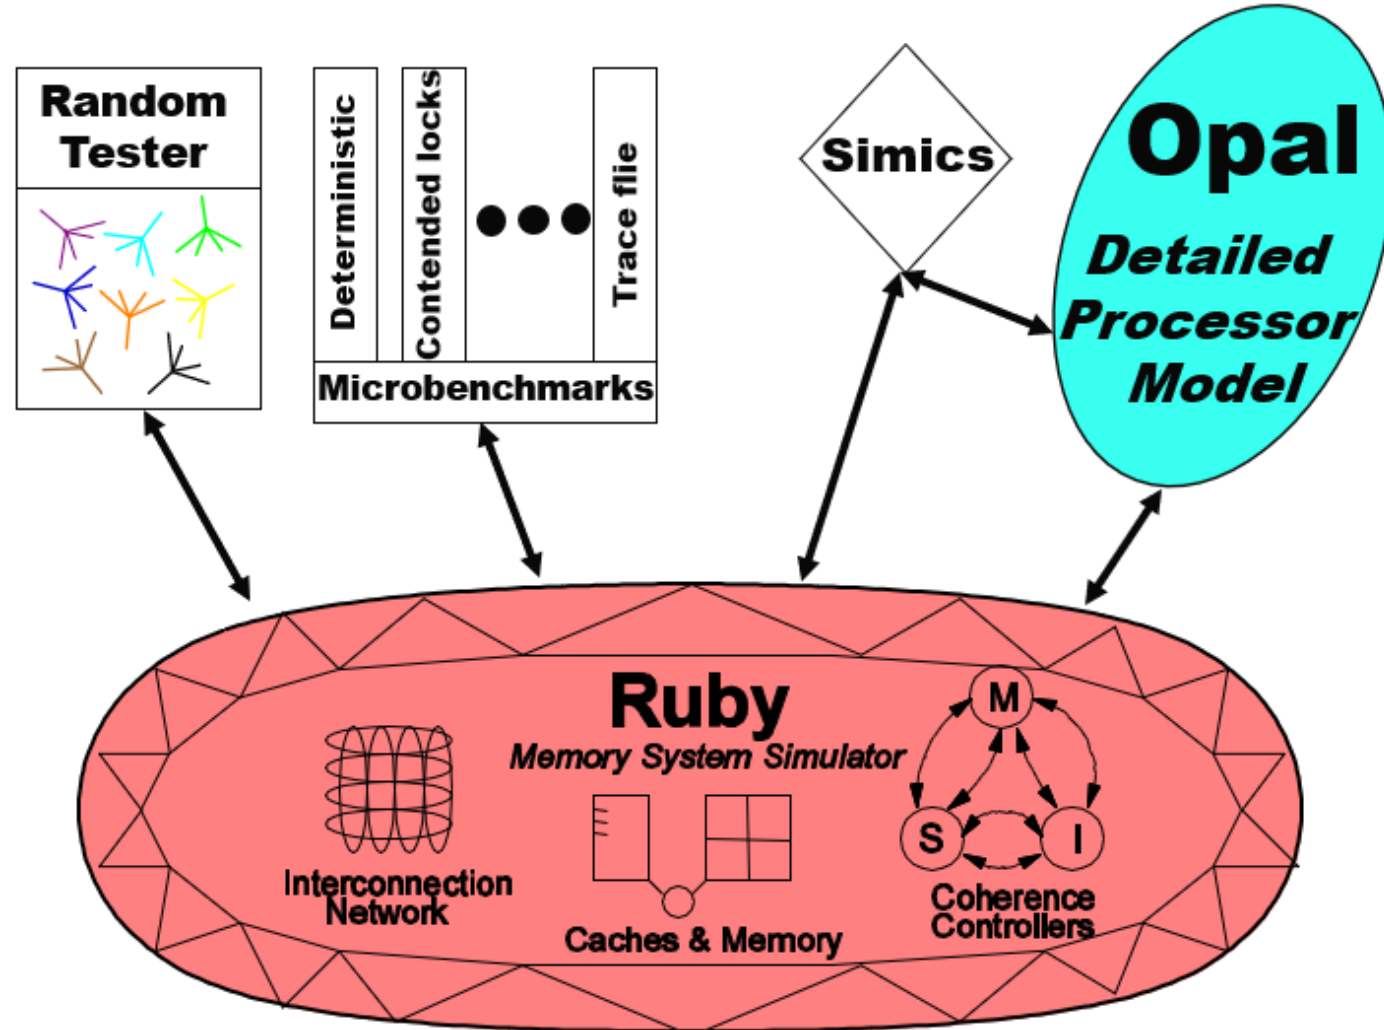 Random
Tester
Deterministic
Contended locks
Trace flie
Microbenchmarks
Simics
Opal
Detailed
Processor
Model
Ruby
Memory System Simulator
Interconnection
Network
Caches & Memory
M
S
I
Coherence
Controllers